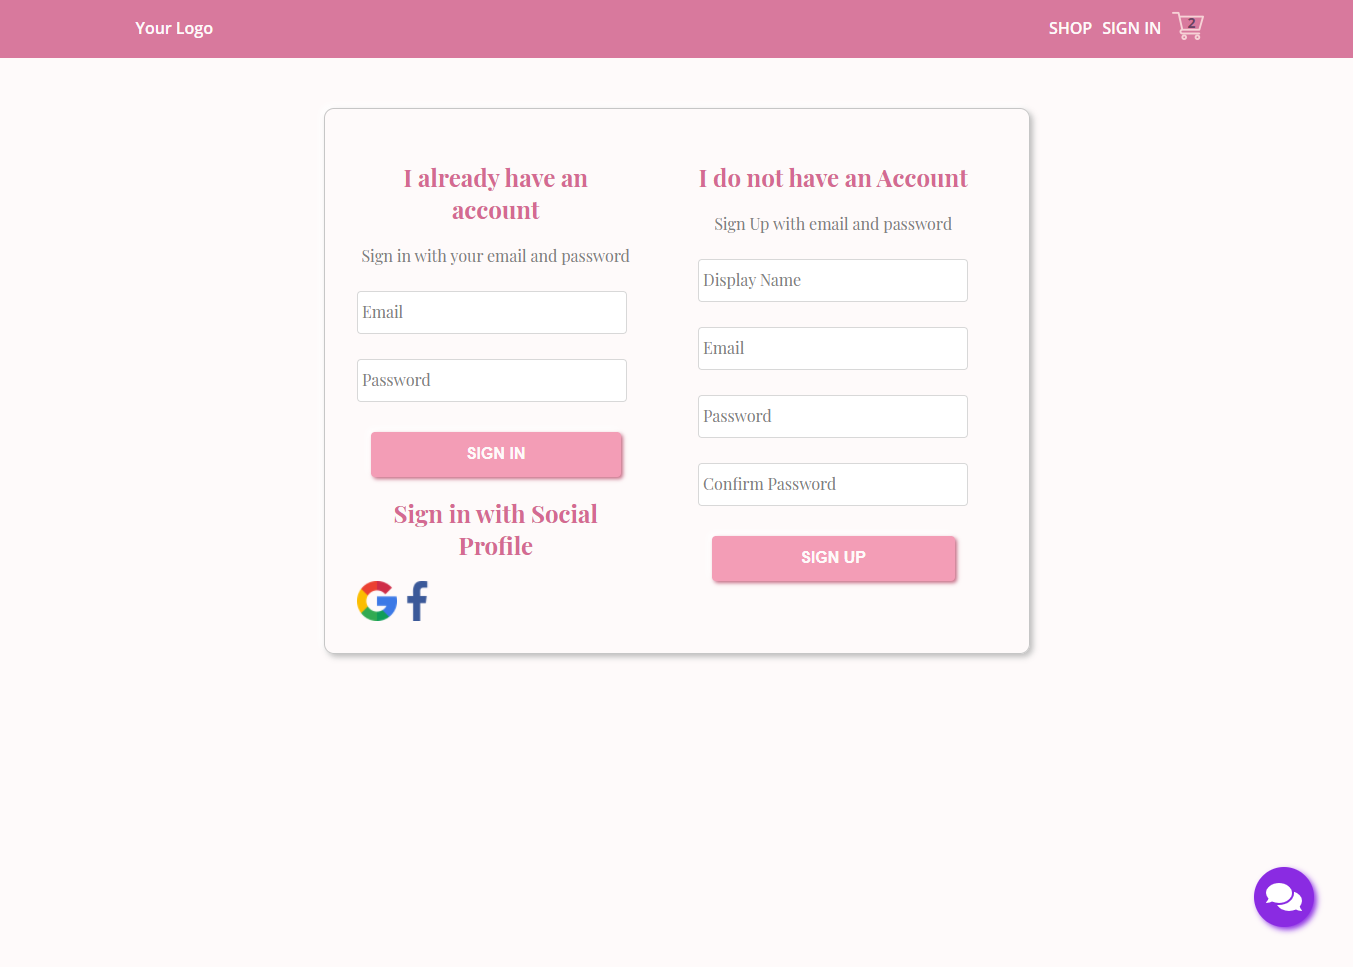 Your Logo
SHOP SIGN IN 2
I already have an
account
Sign in with your email and password
Email
Password
SIGN IN
Sign in with Social
Profile
I do not have an Account
Sign Up with email and password
Display Name
Email
Password
Confirm Password
SIGN UP